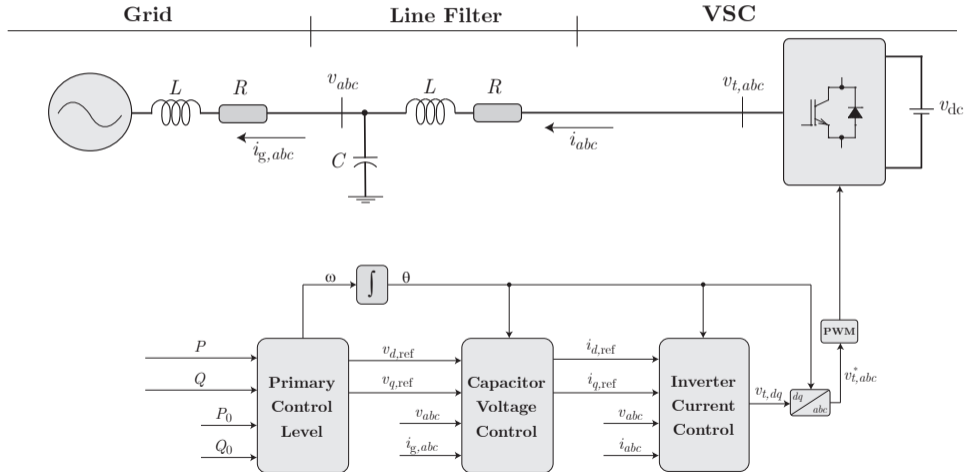 Grid Line Filter VSC
L R v_abc L R v_t,abc
v_dc
i_g,abc C i_abc
ω ∫ θ
PWM
P v_d,ref i_d,ref
Q v_q,ref i_q,ref
P_0 v_abc v_abc
Q_0 i_g,abc i_abc
Primary
Control
Level
Capacitor
Voltage
Control
Inverter
Current
Control
v_t,dq dq abc v*_t,abc